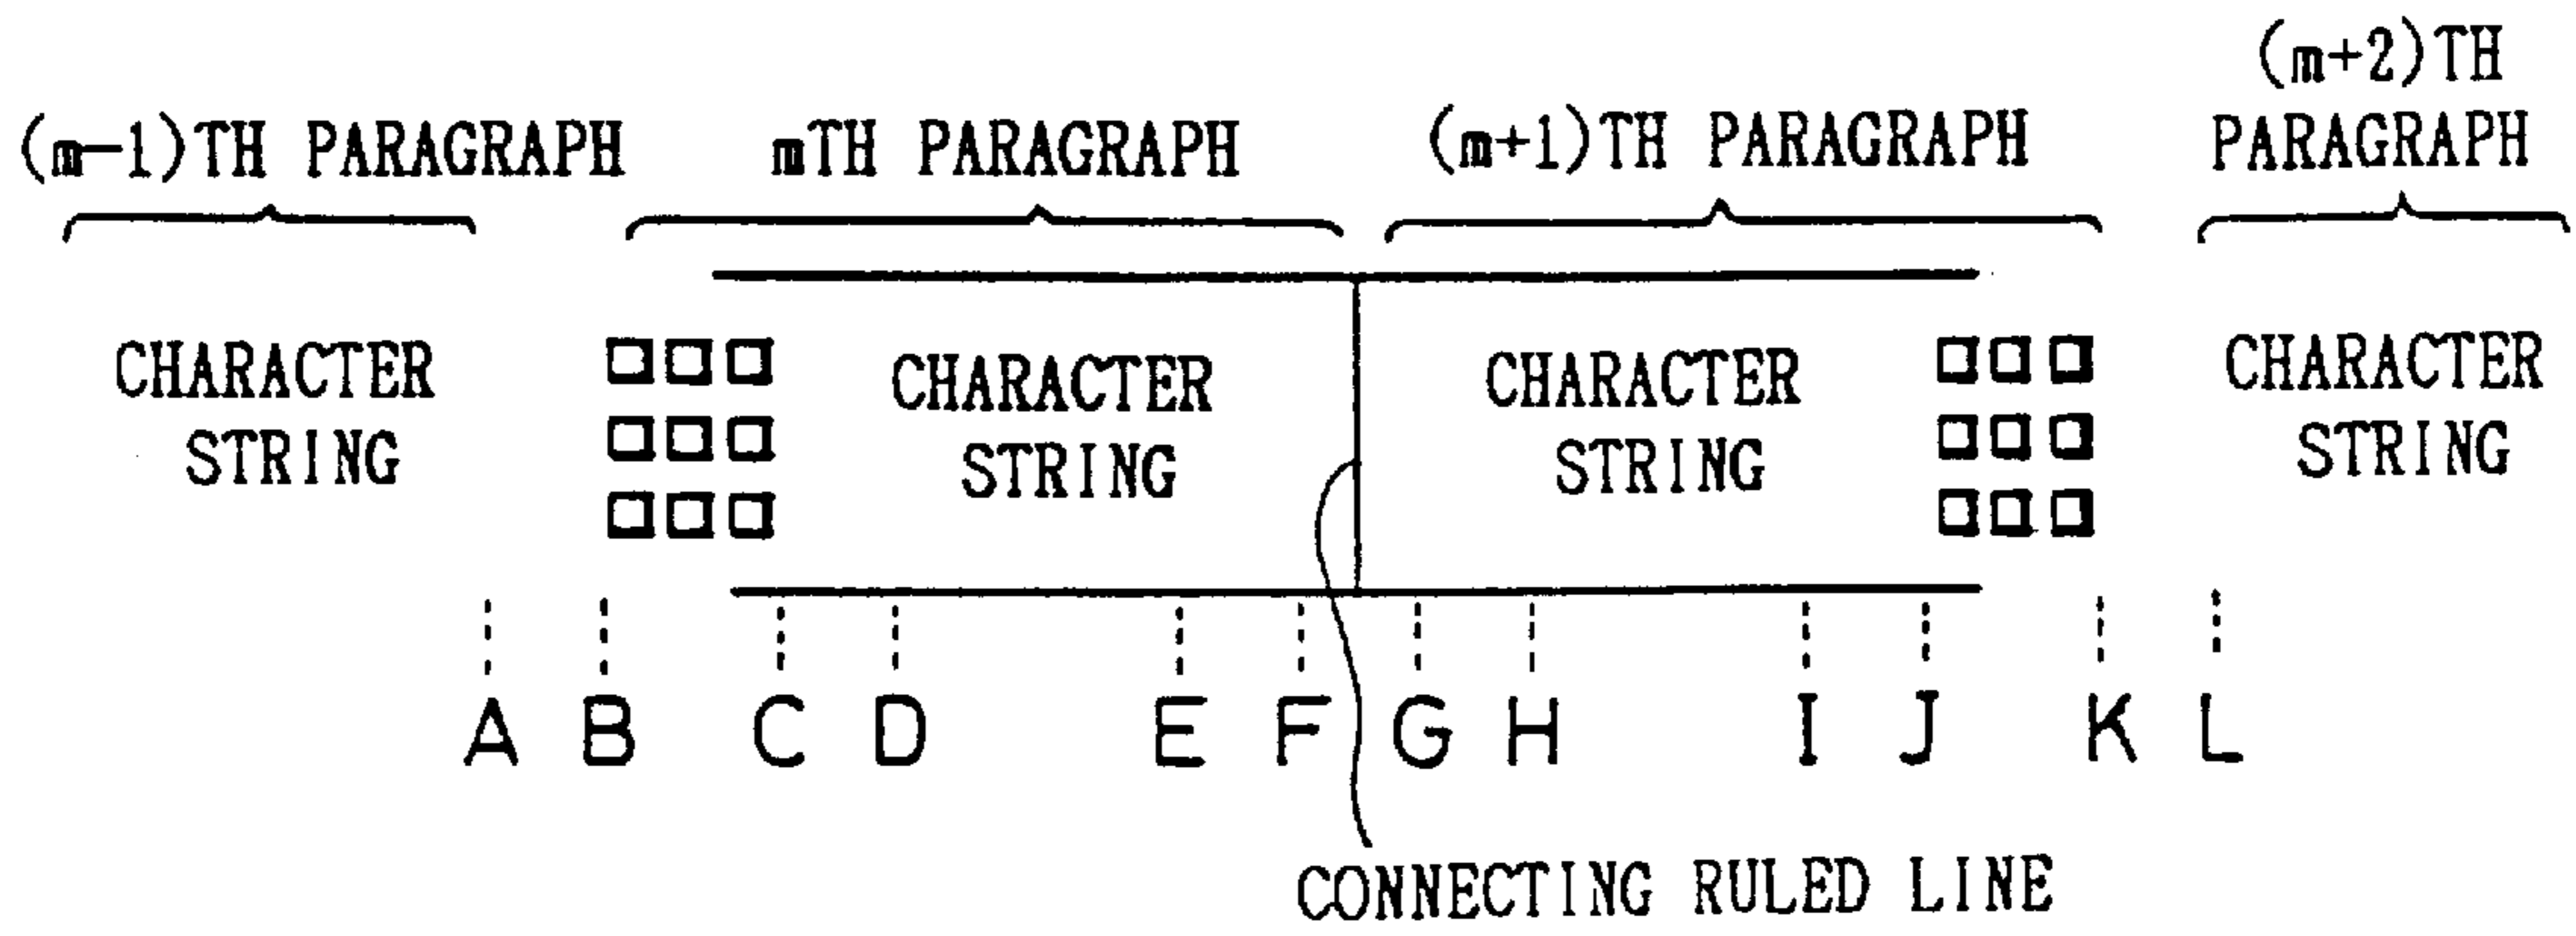 (m-1)TH PARAGRAPH
mTH PARAGRAPH
(m+1)TH PARAGRAPH
(m+2)TH
PARAGRAPH
CHARACTER
STRING
CHARACTER
STRING
CHARACTER
STRING
CHARACTER
STRING
A B C D E F G H I J K L
CONNECTING RULED LINE